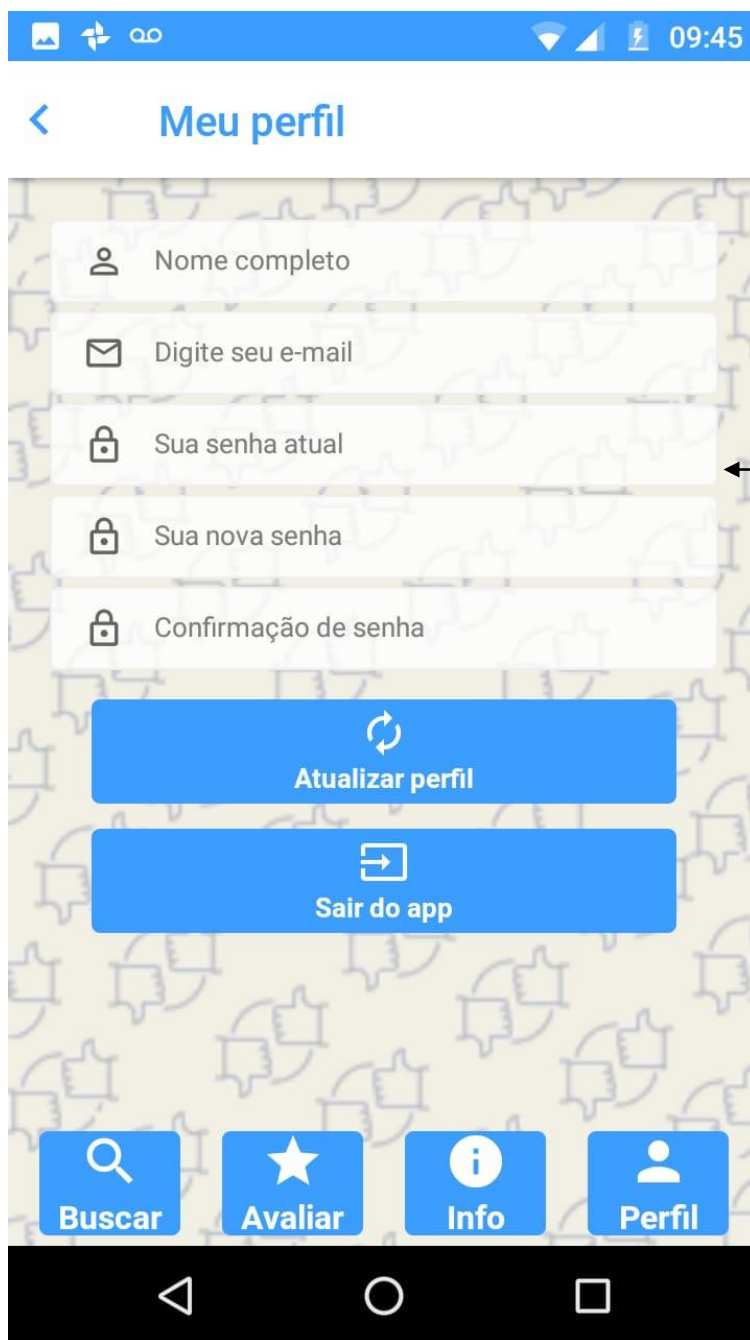 09:45
Meu perfil
Nome completo
Digite seu e-mail
Sua senha atual
Sua nova senha
Confirmação de senha
Atualizar perfil
Sair do app
Buscar
Avaliar
Info
Perfil